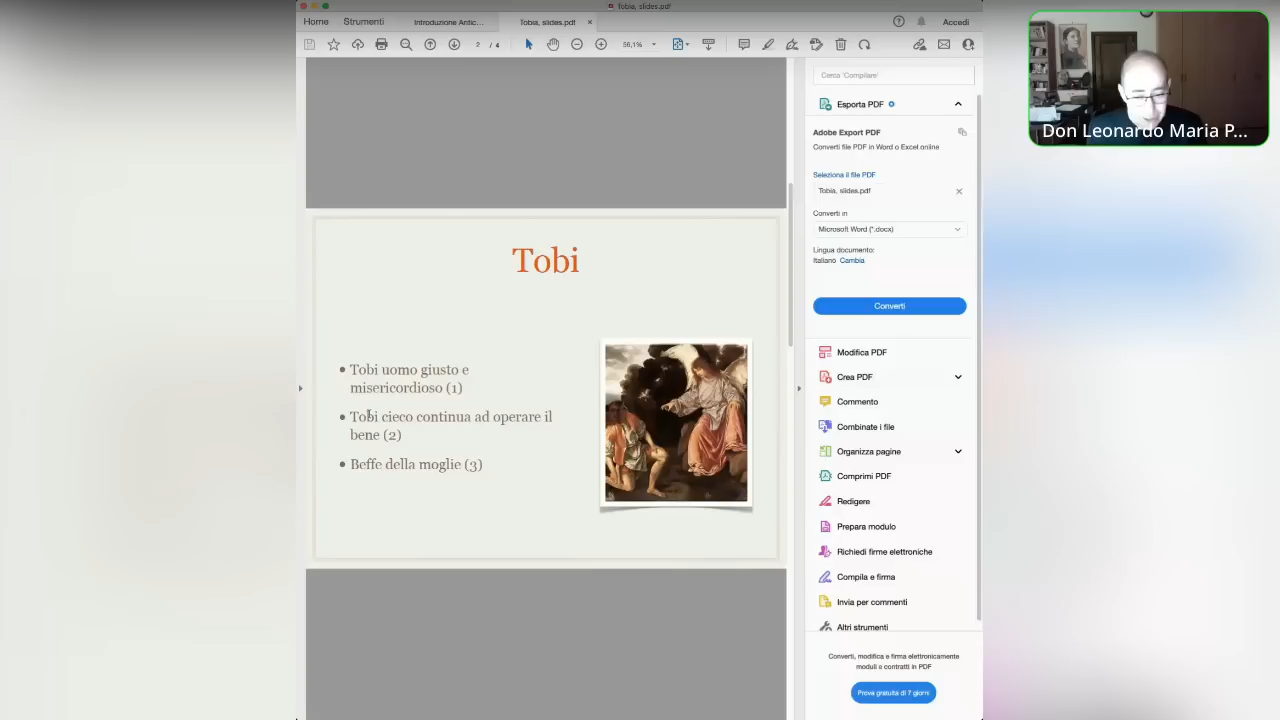 Tobia, slides.pdf
Home Strumenti Introduzione Antic... Tobia, slides.pdf × Accedi
2 / 4 56,1%
Cerca 'Compilare'
Esporta PDF
Adobe Export PDF
Converti file PDF in Word o Excel online
Seleziona il file PDF
Tobia, slides.pdf
Converti in
Microsoft Word (*.docx)
Lingua documento:
Italiano Cambia
Converti
Modifica PDF
Crea PDF
Commento
Combinate i file
Organizza pagine
Comprimi PDF
Redigere
Prepara modulo
Richiedi firme elettroniche
Compila e firma
Invia per commenti
Altri strumenti
Converti, modifica e firma elettronicamente
moduli e contratti in PDF
Prova gratuita di 7 giorni
Tobi
• Tobi uomo giusto e
misericordioso (1)
• Tobi cieco continua ad operare il
bene (2)
• Beffe della moglie (3)
Don Leonardo Maria P...